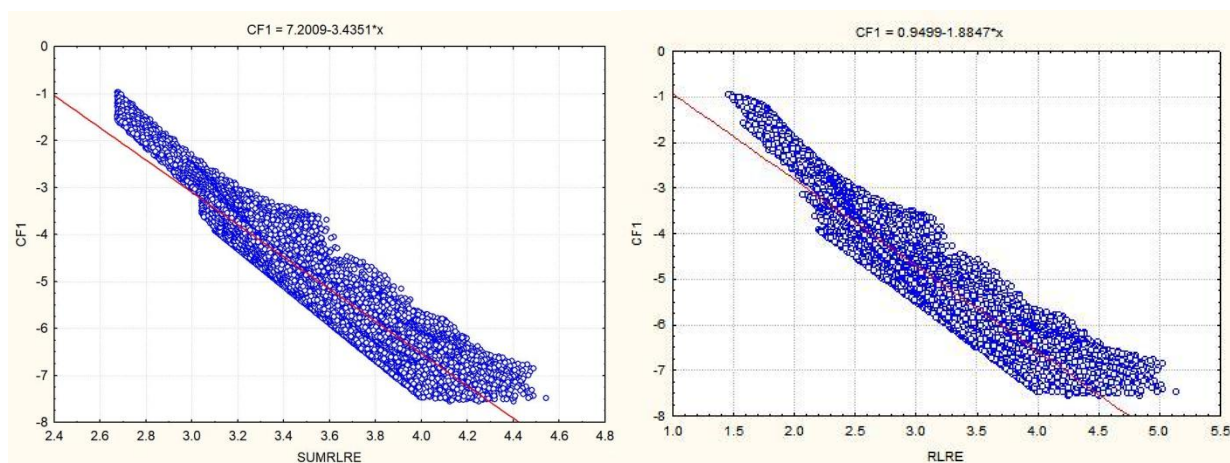 CF1 = 7.2009-3.4351*x
0
-1
-2
-3
-4
-5
-6
-7
-8
CF1
2.4 2.6 2.8 3.0 3.2 3.4 3.6 3.8 4.0 4.2 4.4 4.6 4.8
SUMRLRE
CF1 = 0.9499-1.8847*x
0
-1
-2
-3
-4
-5
-6
-7
-8
CF1
1.0 1.5 2.0 2.5 3.0 3.5 4.0 4.5 5.0 5.5
RLRE